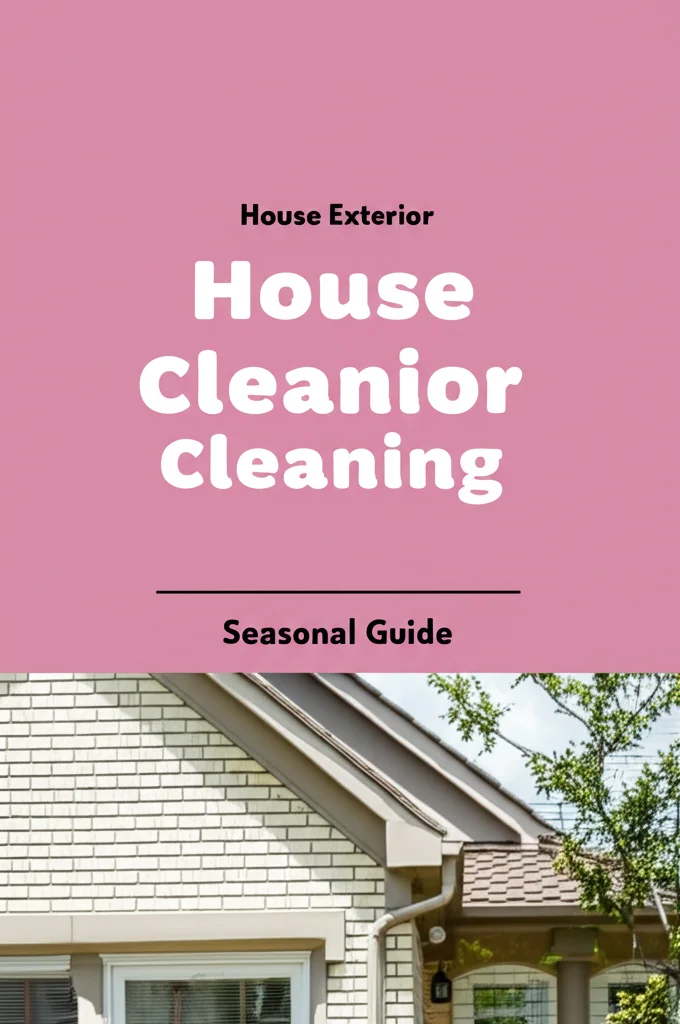 House Exterior
House
Cleanior
Cleaning
Seasonal Guide